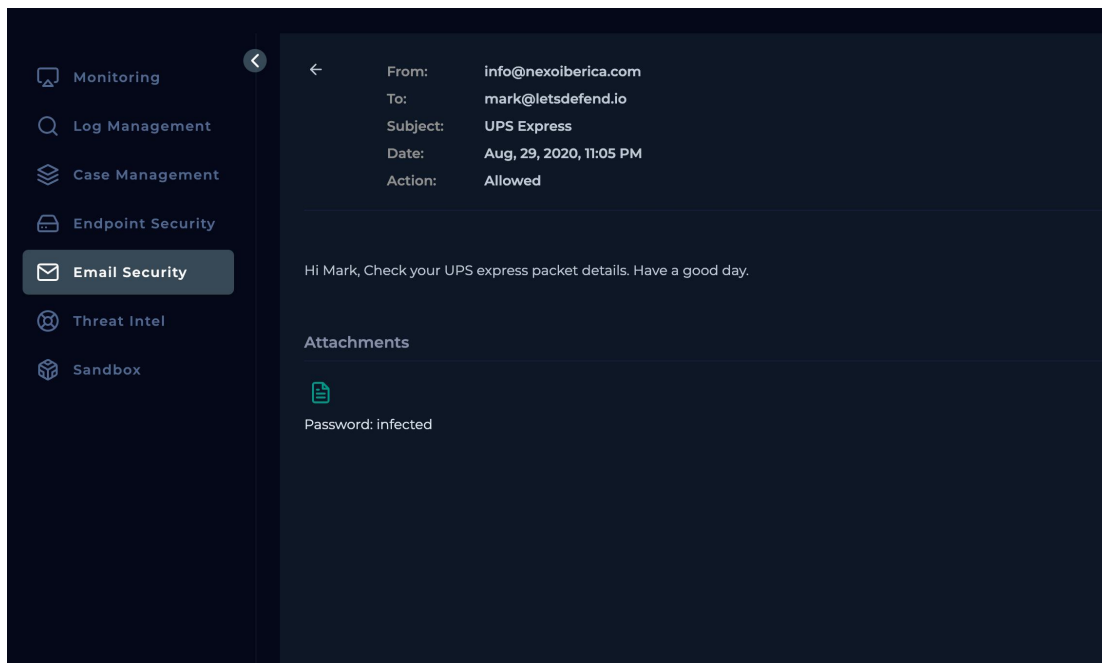 Monitoring
Log Management
Case Management
Endpoint Security
Email Security
Threat Intel
Sandbox
From: info@nexoiberica.com
To: mark@letsdefend.io
Subject: UPS Express
Date: Aug, 29, 2020, 11:05 PM
Action: Allowed
Hi Mark, Check your UPS express packet details. Have a good day.
Attachments
Password: infected